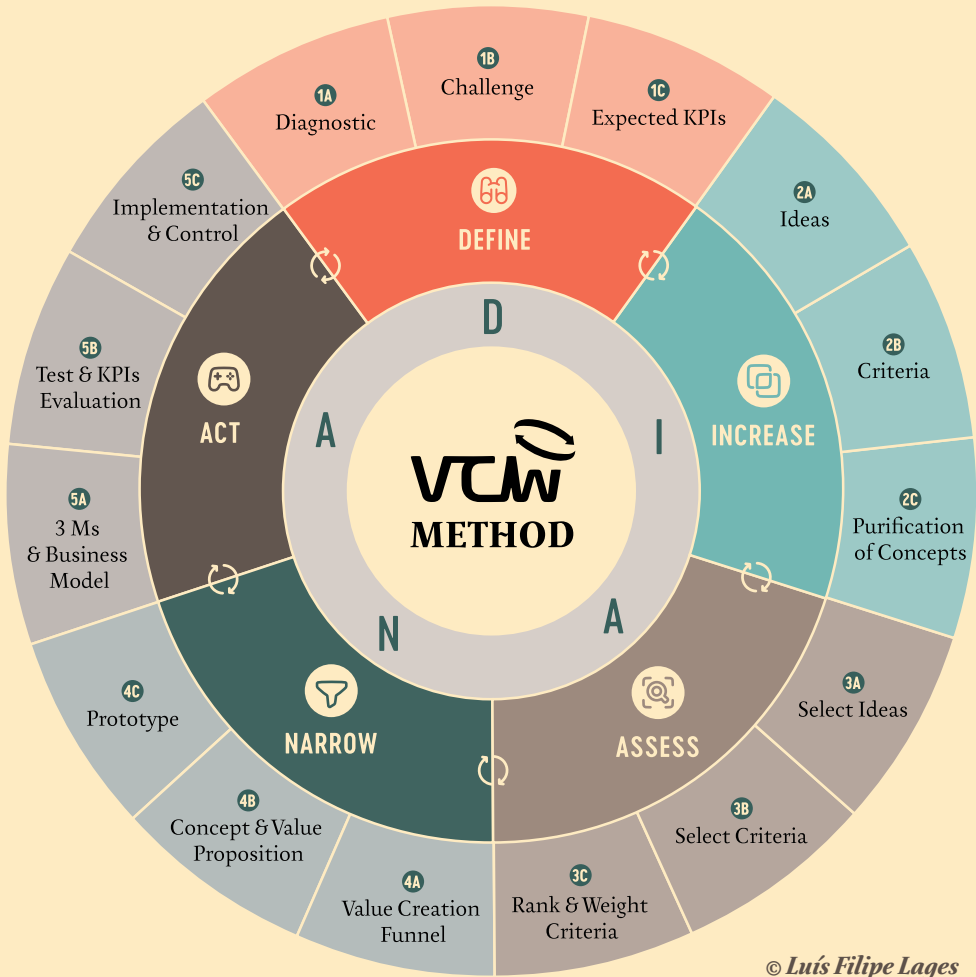 1A
Diagnostic
1B
Challenge
1C
Expected KPIs
2A
Ideas
2B
Criteria
2C
Purification
of Concepts
3A
Select Ideas
3B
Select Criteria
3C
Rank & Weight
Criteria
4A
Value Creation
Funnel
4B
Concept & Value
Proposition
4C
Prototype
5A
3 Ms
& Business
Model
5B
Test & KPIs
Evaluation
5C
Implementation
& Control
DEFINE
INCREASE
ASSESS
NARROW
ACT
D
I
A
N
A
VCW
METHOD
© Luís Filipe Lages